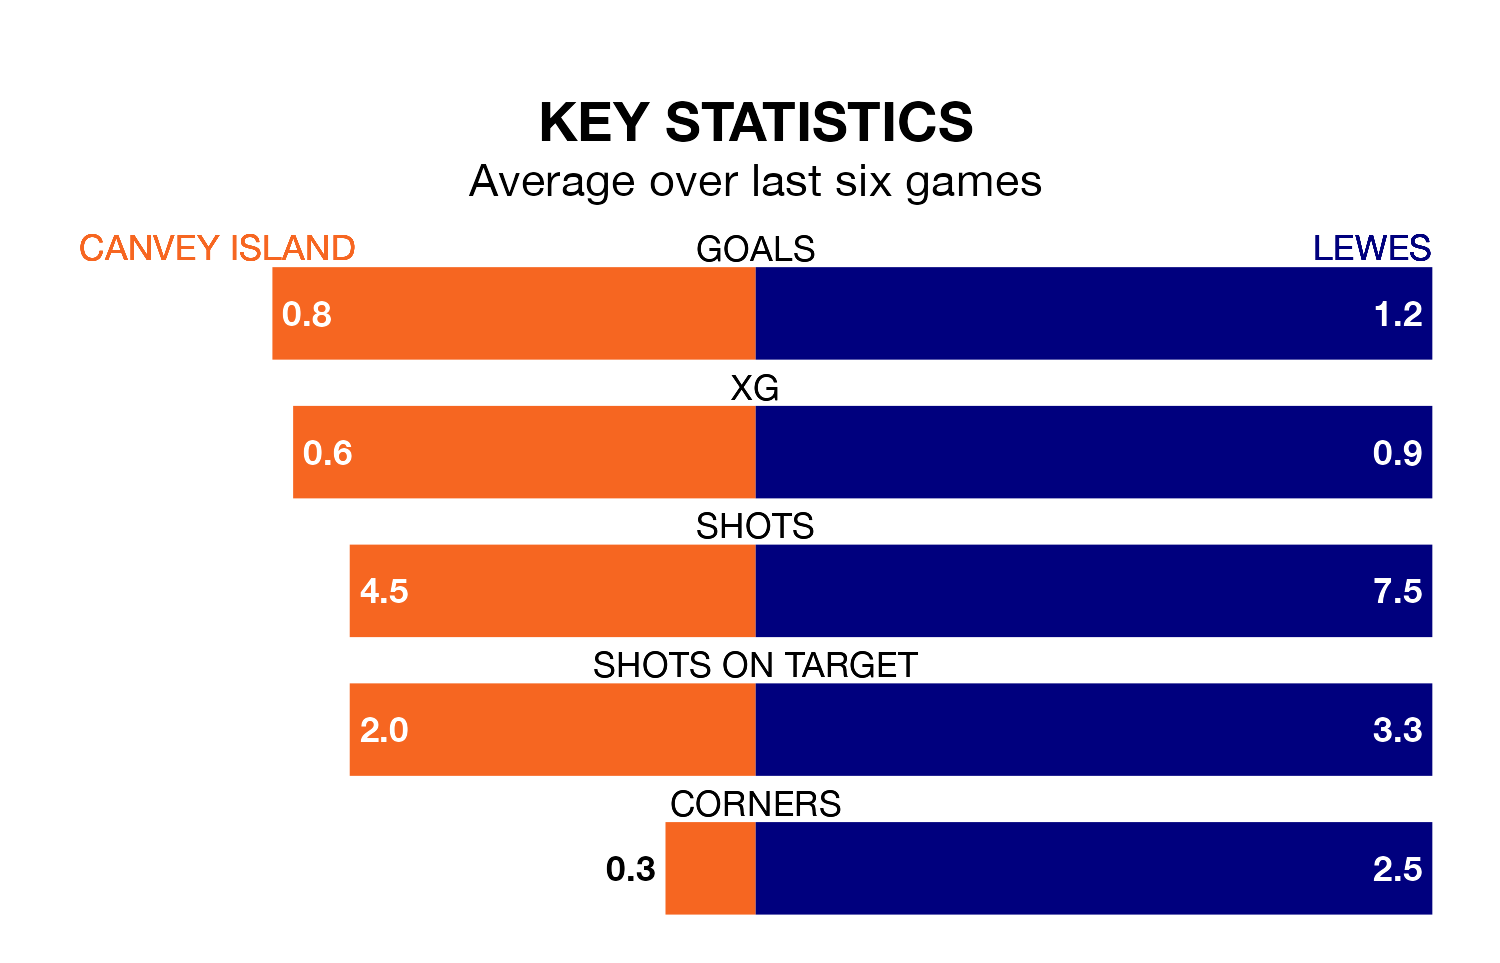 KEY STATISTICS
Average over last six games
CANVEY ISLAND GOALS LEWES
0.8 1.2
XG
0.6 0.9
SHOTS
4.5 7.5
SHOTS ON TARGET
2.0 3.3
CORNERS
0.3 2.5